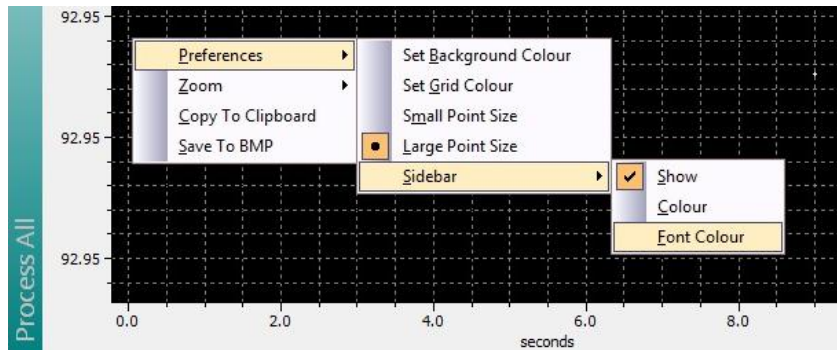 92.95
Preferences
Set Background Colour
Zoom
Set Grid Colour
Copy To Clipboard
Small Point Size
92.95
Save To BMP
Large Point Size
Sidebar
Show
Colour
Font Colour
92.95
Process All
0.0 2.0 4.0 6.0 8.0
seconds